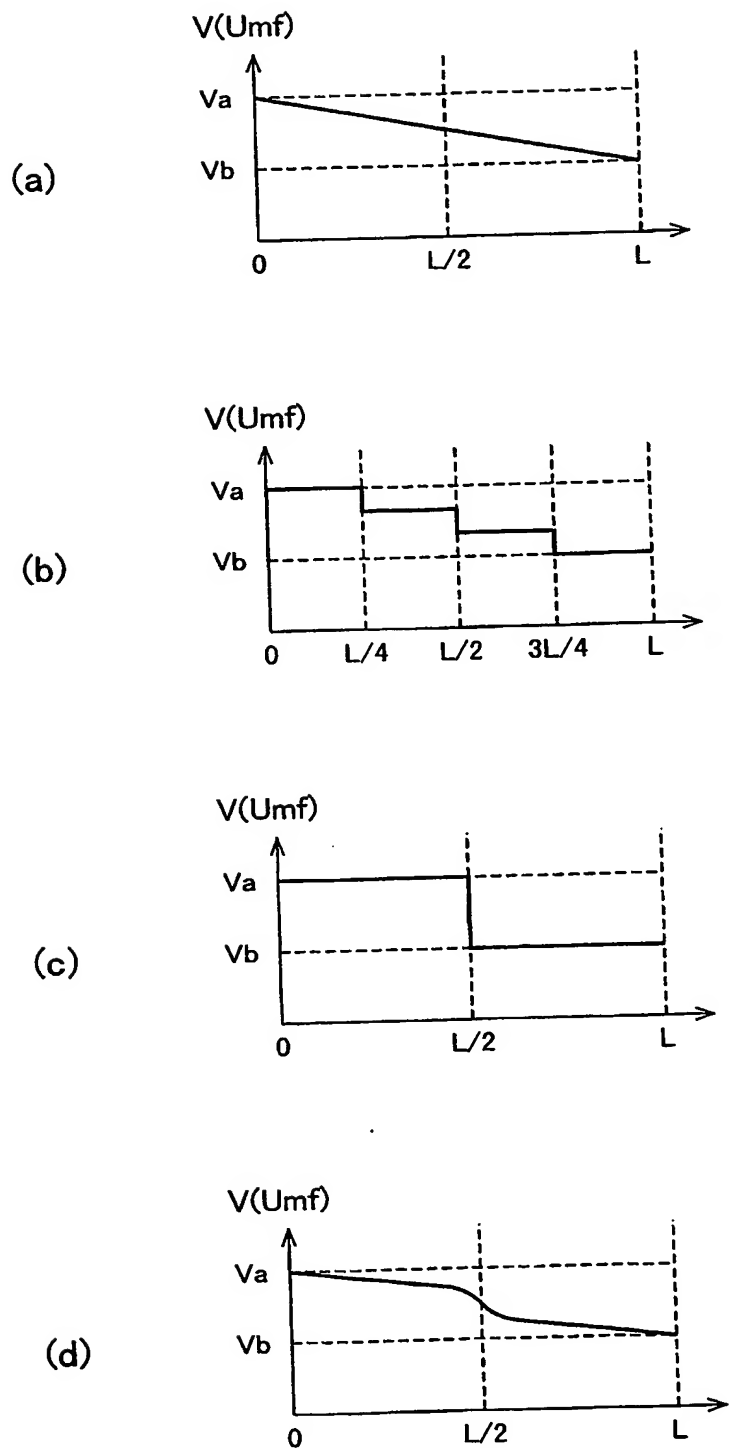 V(Umf)
Va
Vb
(a)
0 L/2 L
V(Umf)
Va
Vb
(b)
0 L/4 L/2 3L/4 L
V(Umf)
Va
Vb
(c)
0 L/2 L
V(Umf)
Va
Vb
(d)
0 L/2 L